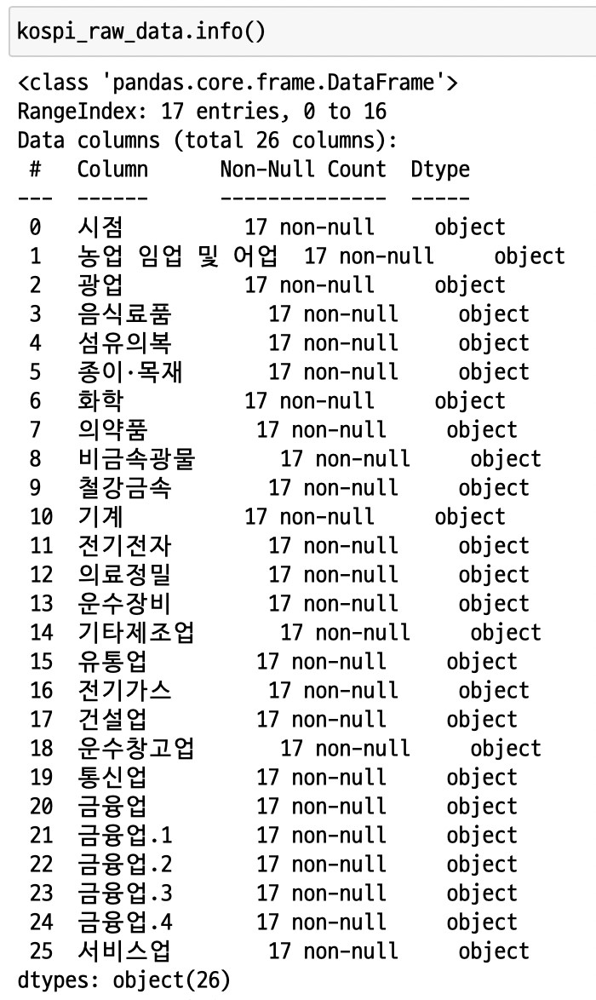 kospi_raw_data.info()
<class 'pandas.core.frame.DataFrame'>
RangeIndex: 17 entries, 0 to 16
Data columns (total 26 columns):
 #   Column      Non-Null Count  Dtype
---  ------      --------------  -----
 0   시점          17 non-null     object
 1   농업 임업 및 어업  17 non-null     object
 2   광업          17 non-null     object
 3   음식료품        17 non-null     object
 4   섬유의복        17 non-null     object
 5   종이·목재       17 non-null     object
 6   화학          17 non-null     object
 7   의약품         17 non-null     object
 8   비금속광물       17 non-null     object
 9   철강금속        17 non-null     object
 10  기계          17 non-null     object
 11  전기전자        17 non-null     object
 12  의료정밀        17 non-null     object
 13  운수장비        17 non-null     object
 14  기타제조업       17 non-null     object
 15  유통업         17 non-null     object
 16  전기가스        17 non-null     object
 17  건설업         17 non-null     object
 18  운수창고업       17 non-null     object
 19  통신업         17 non-null     object
 20  금융업         17 non-null     object
 21  금융업.1       17 non-null     object
 22  금융업.2       17 non-null     object
 23  금융업.3       17 non-null     object
 24  금융업.4       17 non-null     object
 25  서비스업        17 non-null     object
dtypes: object(26)